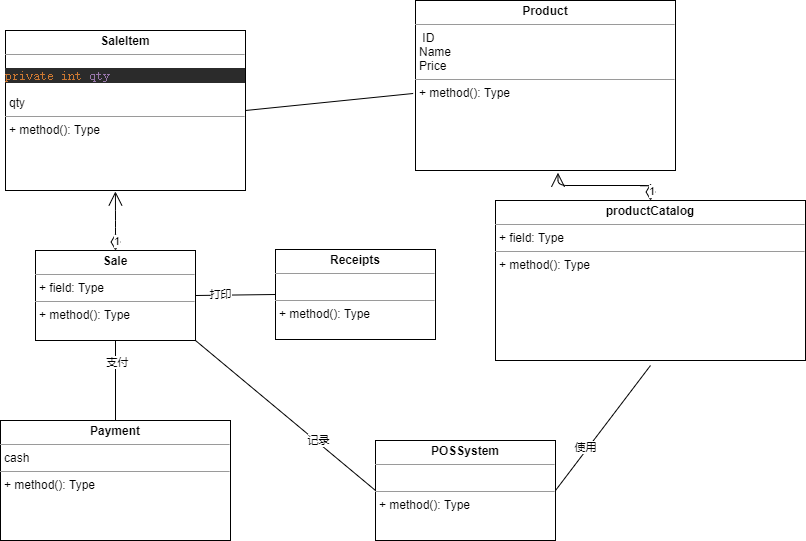 SaleItem
private int qty
qty
+ method(): Type
Product
ID
Name
Price
+ method(): Type
1
1
productCatalog
+ field: Type
+ method(): Type
Sale
+ field: Type
+ method(): Type
打印
Receipts
+ method(): Type
支付
Payment
cash
+ method(): Type
记录
POSSystem
+ method(): Type
使用